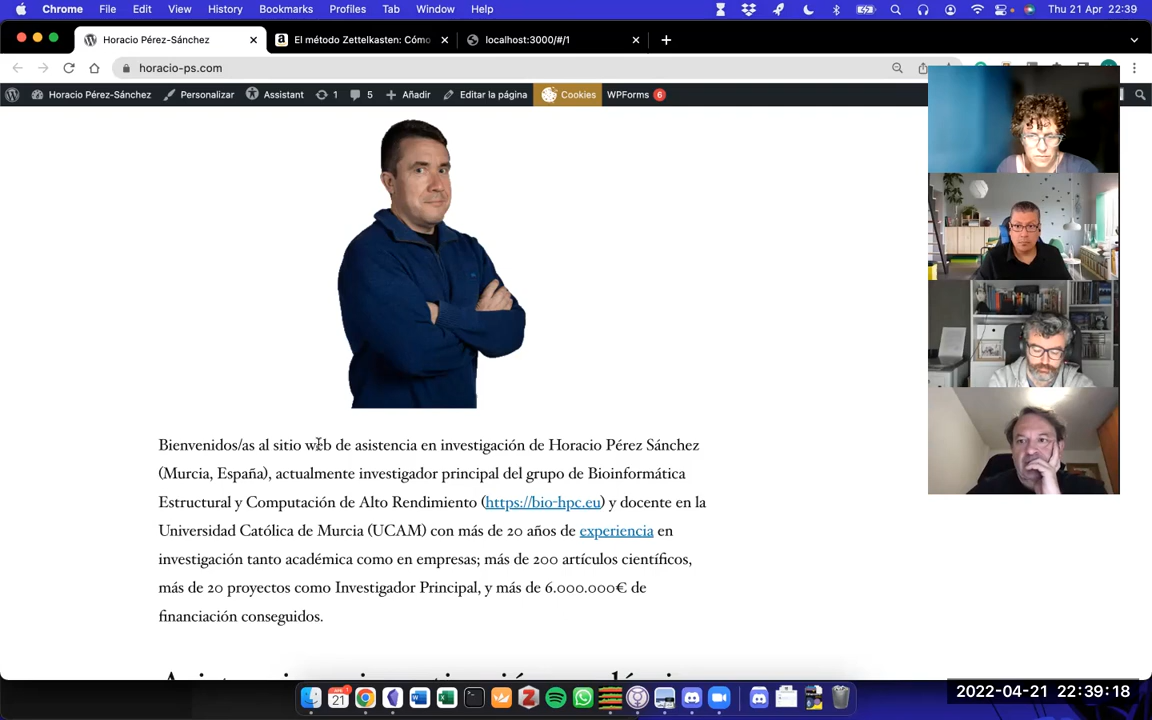 Chrome File Edit View History Bookmarks Profiles Tab Window Help Thu 21 Apr 22:39
Horacio Pérez-Sánchez El método Zettelkasten: Cómo localhost:3000/#/1
horacio-ps.com
Horacio Pérez-Sánchez Personalizar Assistant 1 5 Añadir Editar la página Cookies WPForms 6
Bienvenidos/as al sitio web de asistencia en investigación de Horacio Pérez Sánchez
(Murcia, España), actualmente investigador principal del grupo de Bioinformática
Estructural y Computación de Alto Rendimiento (https://bio-hpc.eu) y docente en la
Universidad Católica de Murcia (UCAM) con más de 20 años de experiencia en
investigación tanto académica como en empresas; más de 200 artículos científicos,
más de 20 proyectos como Investigador Principal, y más de 6.000.000€ de
financiación conseguidos.
2022-04-21 22:39:18